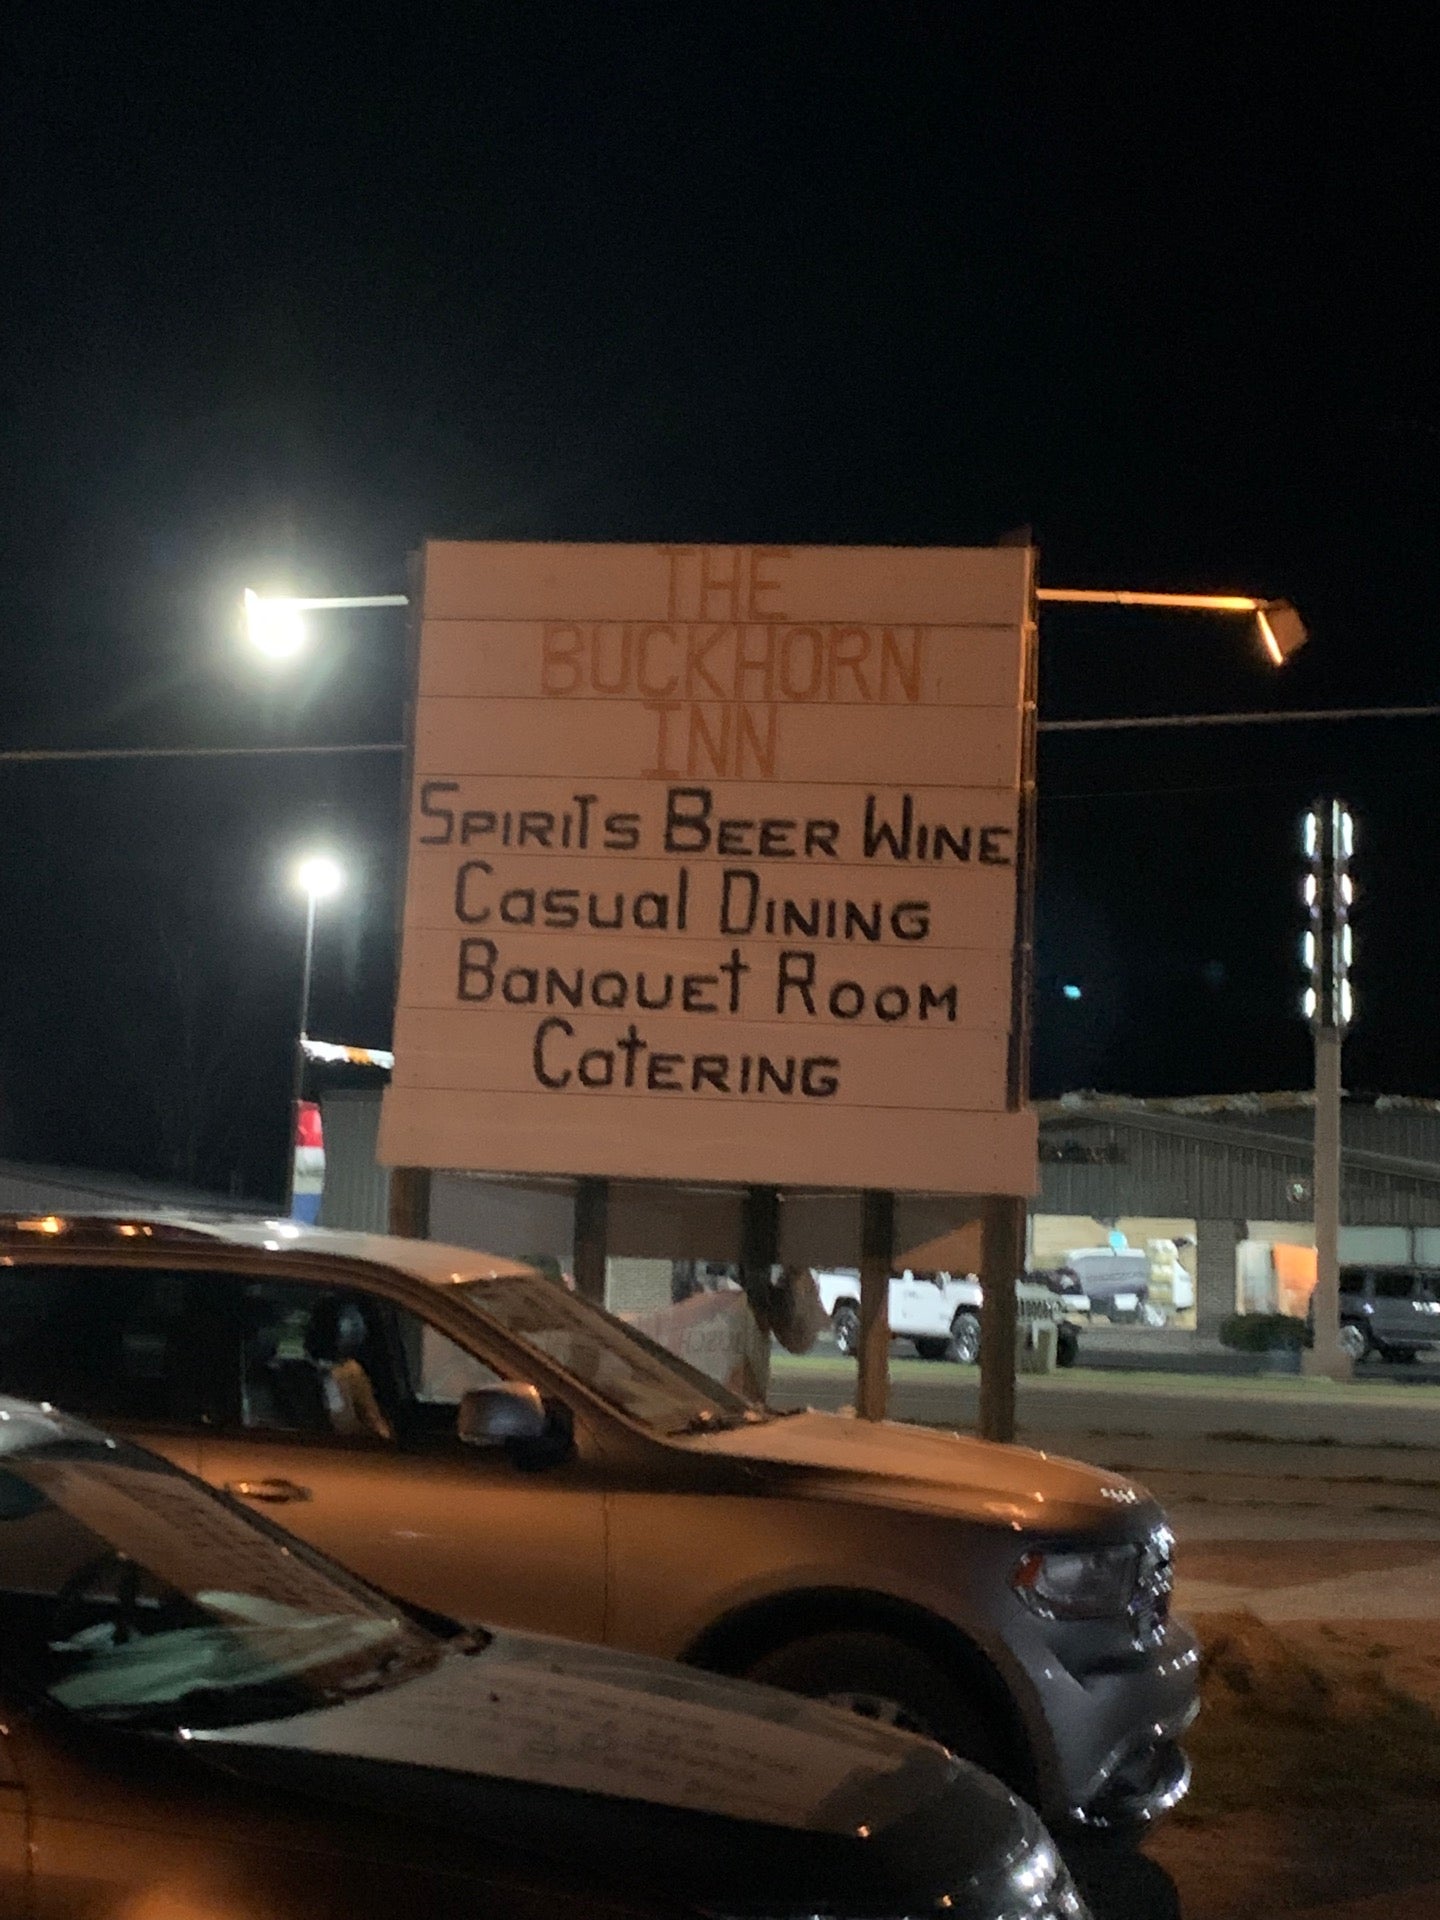 THE
BUCKHORN
INN
SPIRITS BEER WINE
Casual DINING
BaNQUEt ROOM
CatERING